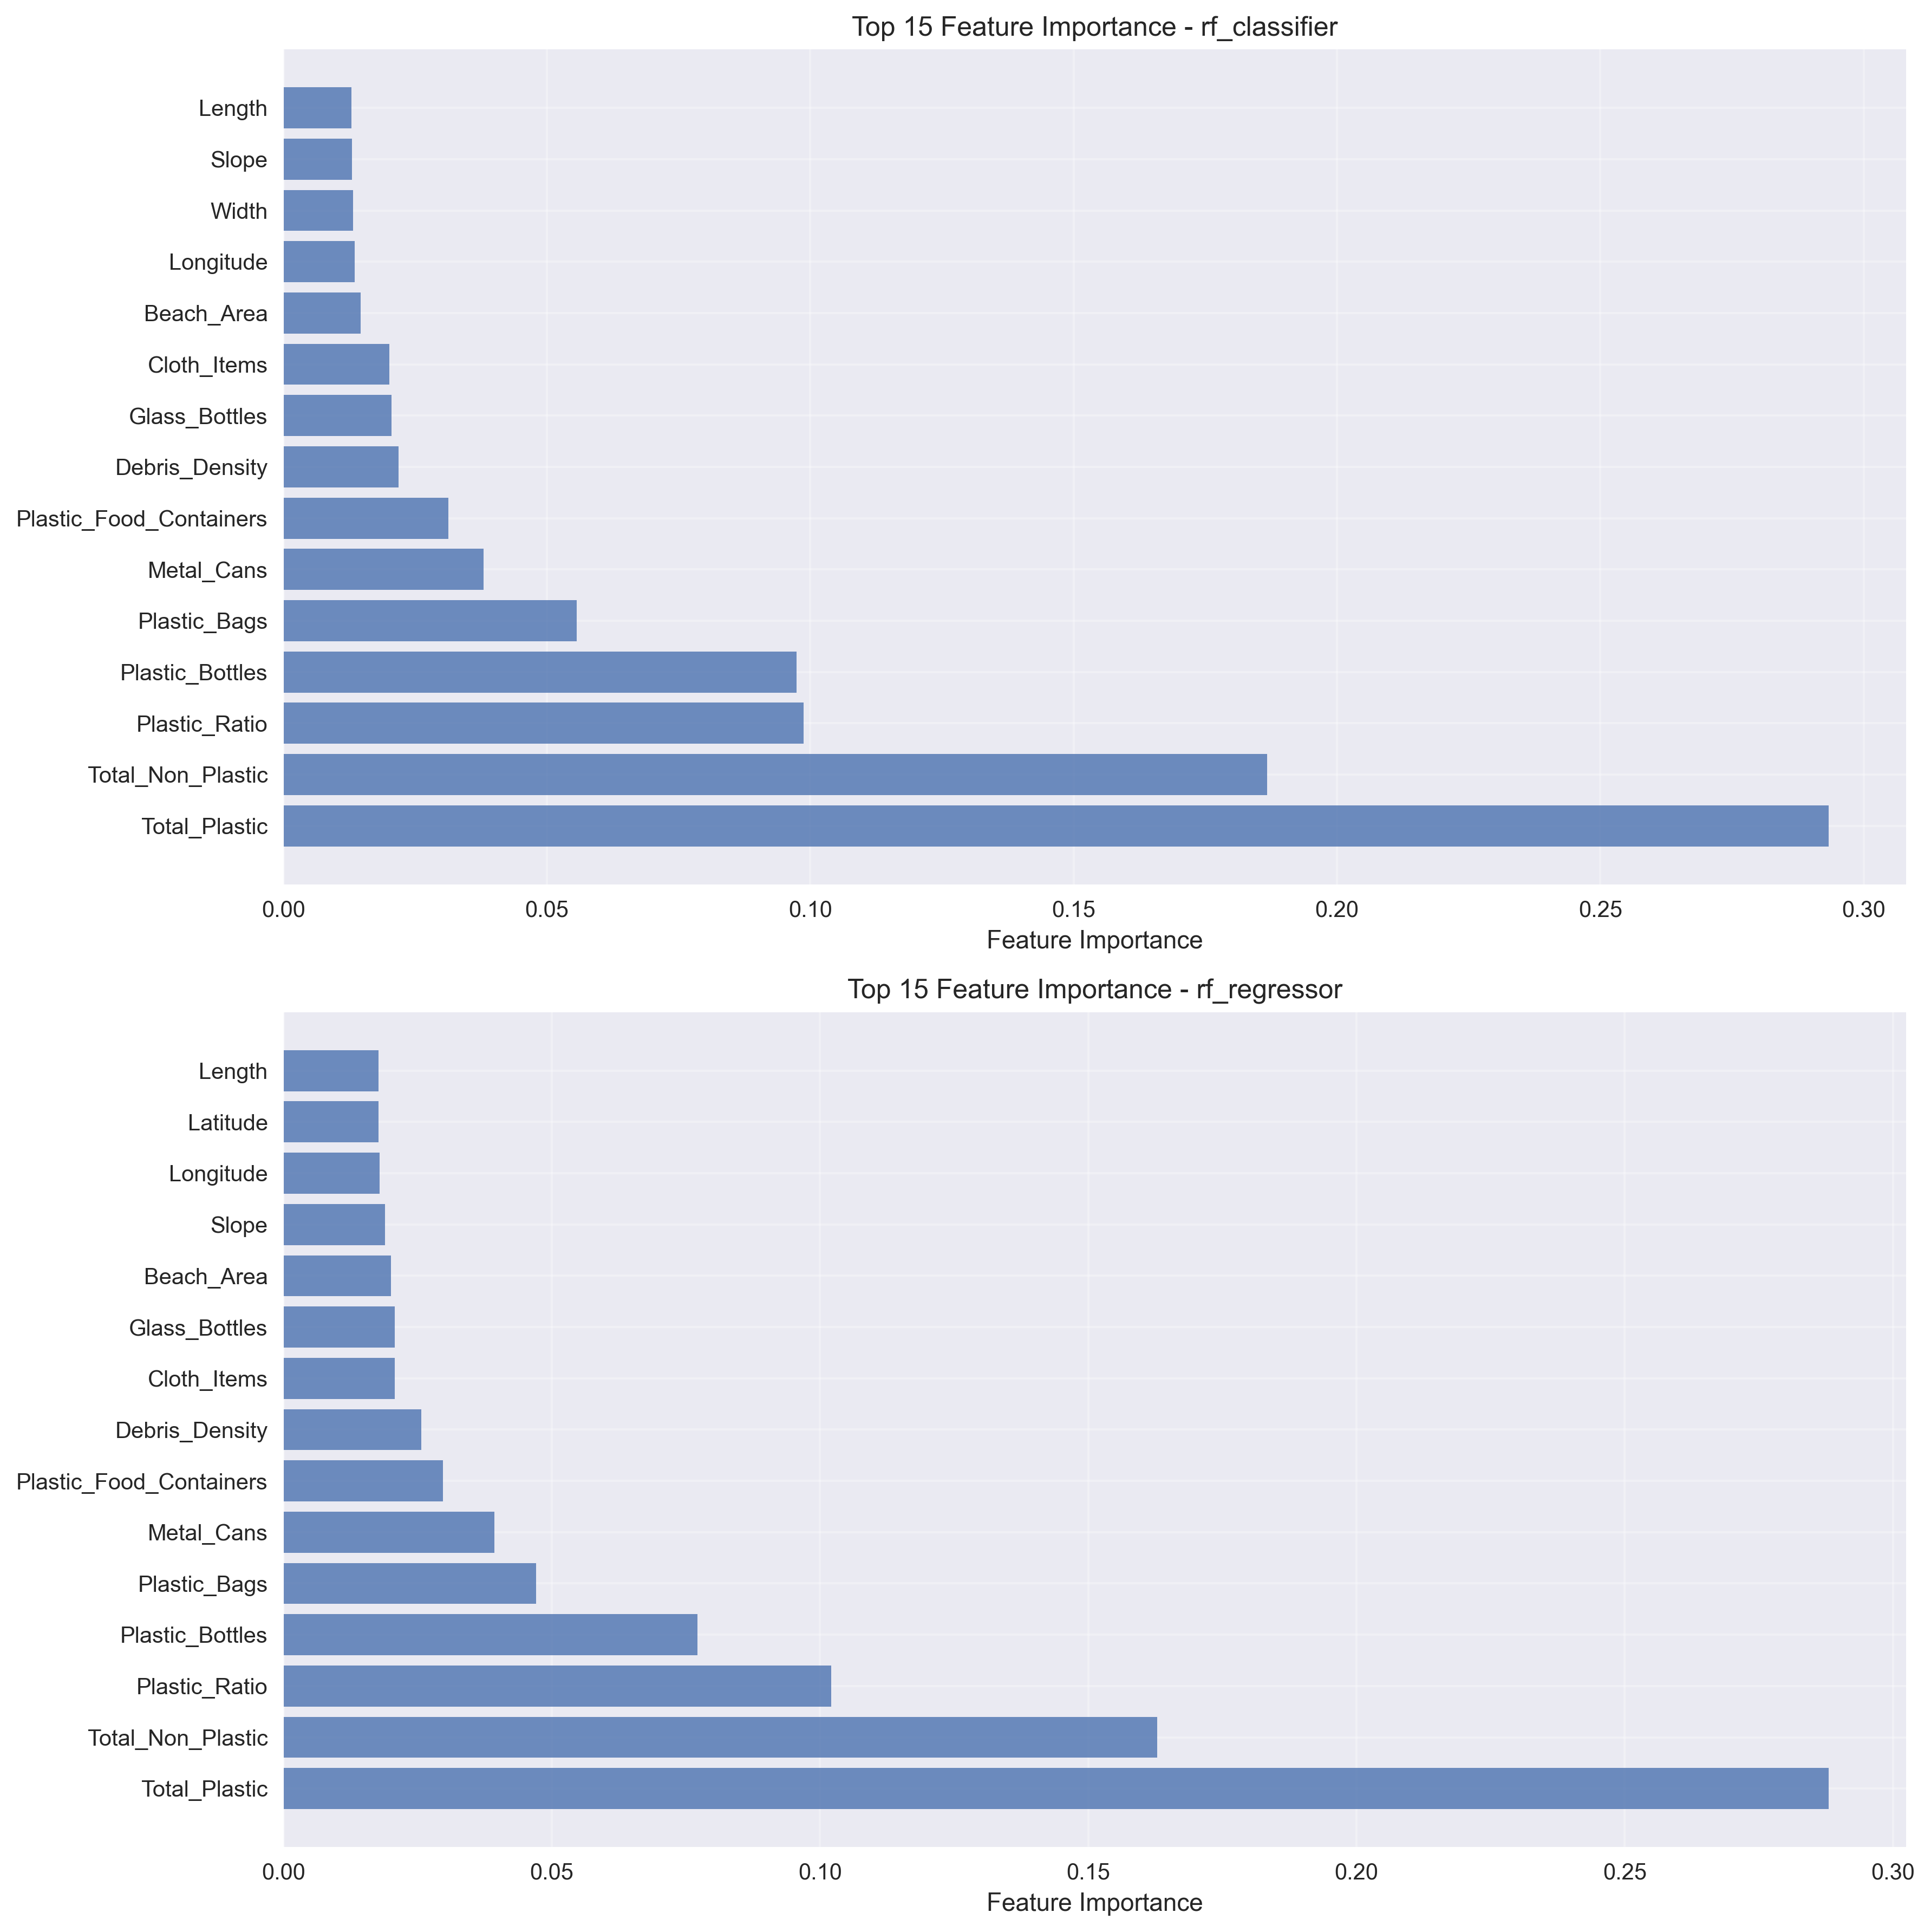 Top 15 Feature Importance - rf_classifier
Length
Slope
Width
Longitude
Beach_Area
Cloth_Items
Glass_Bottles
Debris_Density
Plastic_Food_Containers
Metal_Cans
Plastic_Bags
Plastic_Bottles
Plastic_Ratio
Total_Non_Plastic
Total_Plastic
0.00 0.05 0.10 0.15 0.20 0.25 0.30
Feature Importance
Top 15 Feature Importance - rf_regressor
Length
Latitude
Longitude
Slope
Beach_Area
Glass_Bottles
Cloth_Items
Debris_Density
Plastic_Food_Containers
Metal_Cans
Plastic_Bags
Plastic_Bottles
Plastic_Ratio
Total_Non_Plastic
Total_Plastic
0.00 0.05 0.10 0.15 0.20 0.25 0.30
Feature Importance